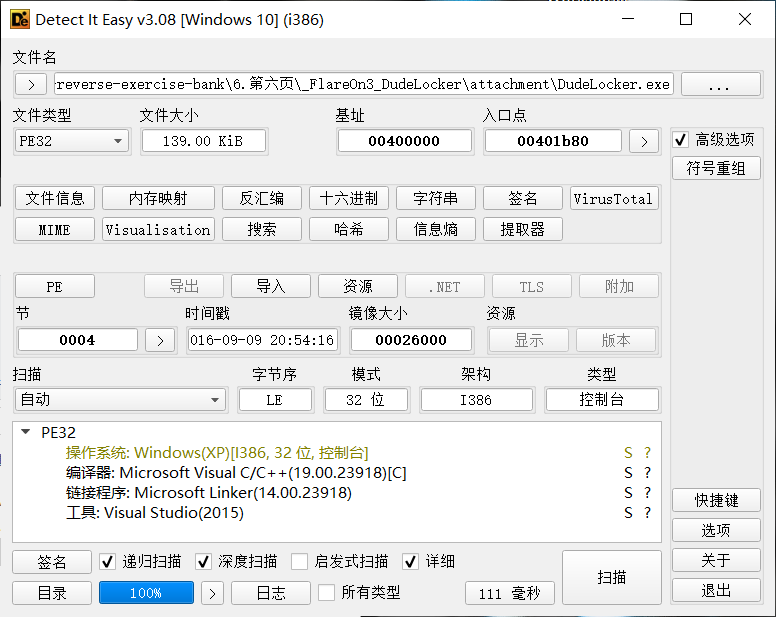 Detect It Easy v3.08 [Windows 10] (i386)
文件名
> reverse-exercise-bank\6.第六页\_FlareOn3_DudeLocker\attachment\DudeLocker.exe ...
文件类型 文件大小 基址 入口点
PE32 139.00 KiB 00400000 00401b80 > 高级选项
符号重组
文件信息 内存映射 反汇编 十六进制 字符串 签名 VirusTotal
MIME Visualisation 搜索 哈希 信息熵 提取器
PE 导出 导入 资源 .NET TLS 附加
节 时间戳 镜像大小 资源
0004 > 016-09-09 20:54:16 00026000 显示 版本
扫描 字节序 模式 架构 类型
自动 LE 32 位 I386 控制台
PE32
操作系统: Windows(XP)[I386, 32 位, 控制台] S ?
编译器: Microsoft Visual C/C++(19.00.23918)[C] S ?
链接程序: Microsoft Linker(14.00.23918) S ?
工具: Visual Studio(2015) S ?
快捷键
选项
关于
退出
签名 递归扫描 深度扫描 启发式扫描 详细 扫描
目录 100% > 日志 所有类型 111 毫秒